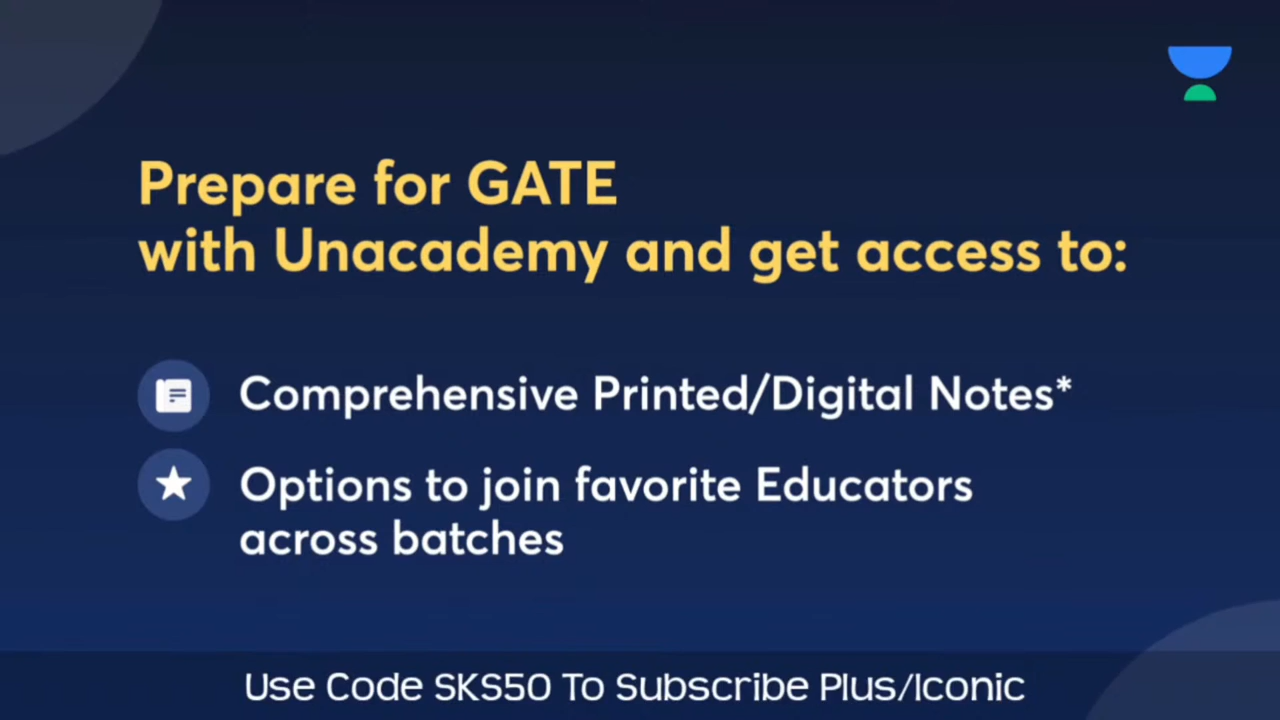 Prepare for GATE
with Unacademy and get access to:
Comprehensive Printed/Digital Notes*
Options to join favorite Educators
across batches
Use Code SKS50 To Subscribe Plus/Iconic